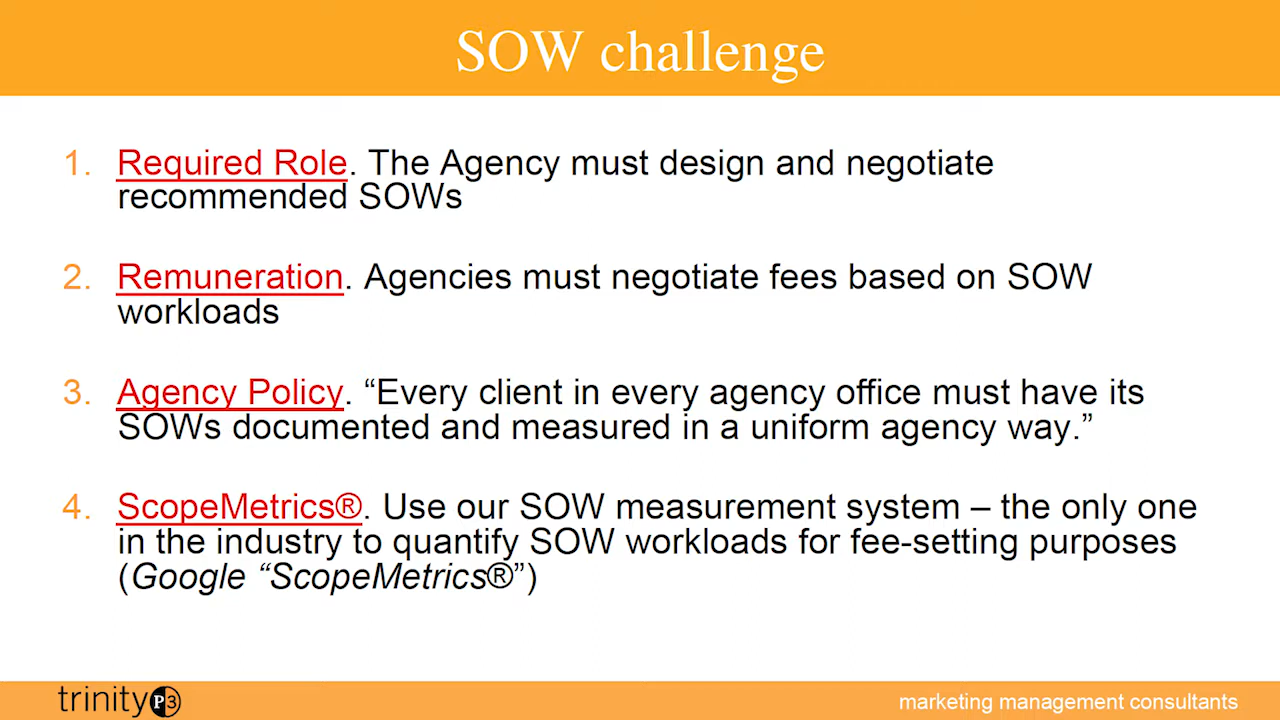 SOW challenge
1. Required Role. The Agency must design and negotiate
recommended SOWs
2. Remuneration. Agencies must negotiate fees based on SOW
workloads
3. Agency Policy. “Every client in every agency office must have its
SOWs documented and measured in a uniform agency way.”
4. ScopeMetrics®. Use our SOW measurement system – the only one
in the industry to quantify SOW workloads for fee-setting purposes
(Google “ScopeMetrics®”)
trinity P3
marketing management consultants